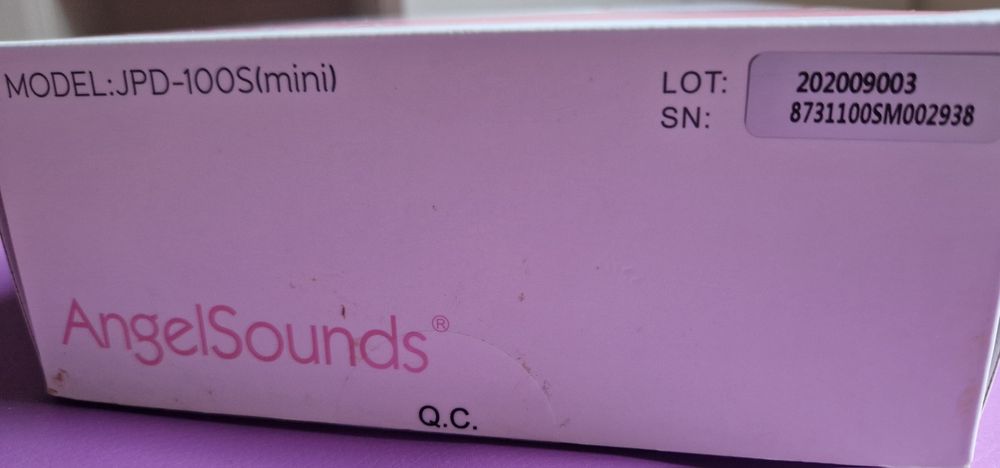 MODEL:JPD-100S(mini)
LOT: 202009003
SN: 8731100SM002938
AngelSounds®
Q.C.